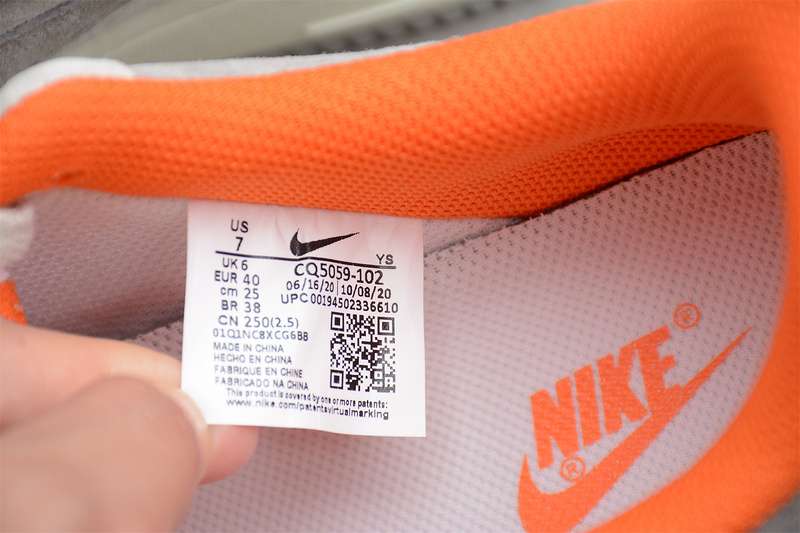 US
7
YS
UK 6
CQ5059-102
EUR 40
06/16/20 10/08/20
cm 25
UPC 00194502336610
BR 38
CN 250(2.5)
01Q1NC8XCG6B8
MADE IN CHINA
HECHO EN CHINA
FABRIQUE EN CHINE
FABRICADO NA CHINA
This product is covered by one or mors patents:
www.nike.com/patentsvirtualmarking
NIKE®
®